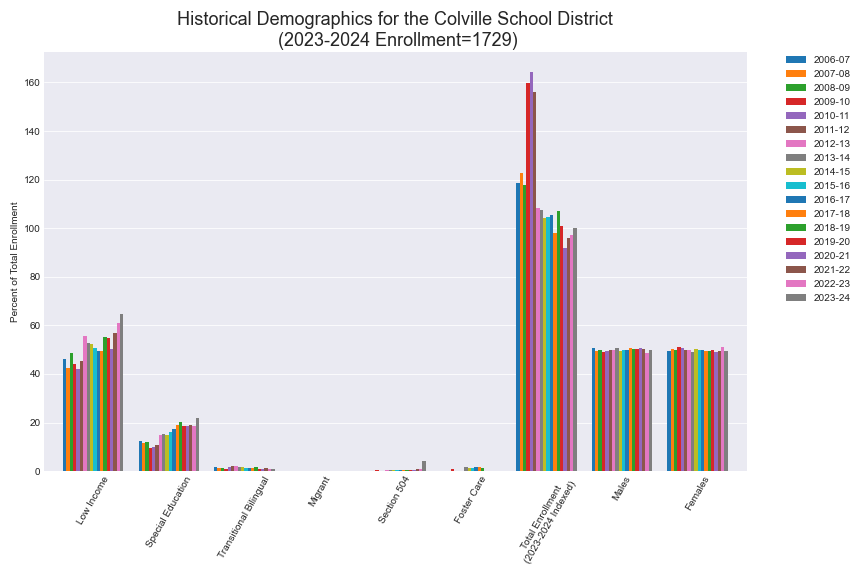 Historical Demographics for the Colville School District
(2023-2024 Enrollment=1729)
Percent of Total Enrollment
160
140
120
100
80
60
40
20
0
Low Income
Special Education
Transitional Bilingual
Migrant
Section 504
Foster Care
Total Enrollment
(2023-2024 Indexed)
Males
Females
2006-07
2007-08
2008-09
2009-10
2010-11
2011-12
2012-13
2013-14
2014-15
2015-16
2016-17
2017-18
2018-19
2019-20
2020-21
2021-22
2022-23
2023-24